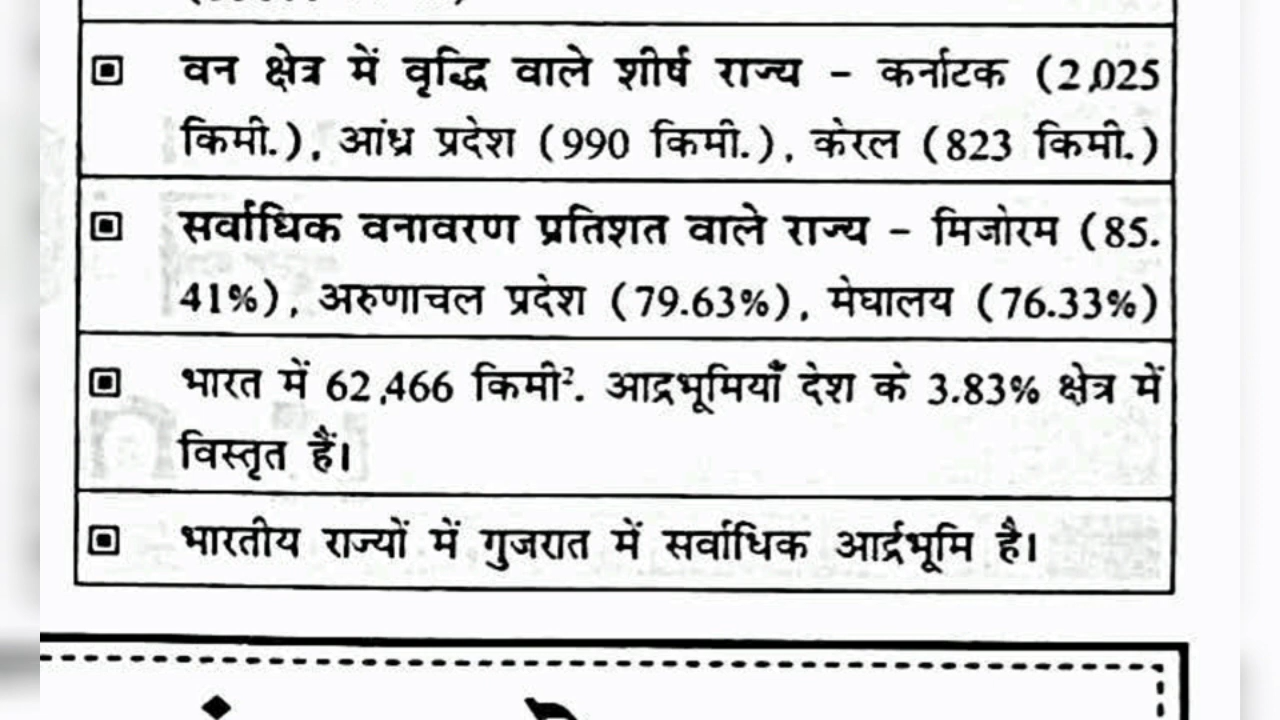 वन क्षेत्र में वृद्धि वाले शीर्ष राज्य – कर्नाटक (2,025
किमी.), आंध्र प्रदेश (990 किमी.), केरल (823 किमी.)
सर्वाधिक वनावरण प्रतिशत वाले राज्य – मिजोरम (85.
41%), अरुणाचल प्रदेश (79.63%), मेघालय (76.33%)
भारत में 62,466 किमी². आद्रभूमियाँ देश के 3.83% क्षेत्र में
विस्तृत हैं।
भारतीय राज्यों में गुजरात में सर्वाधिक आर्द्रभूमि है।